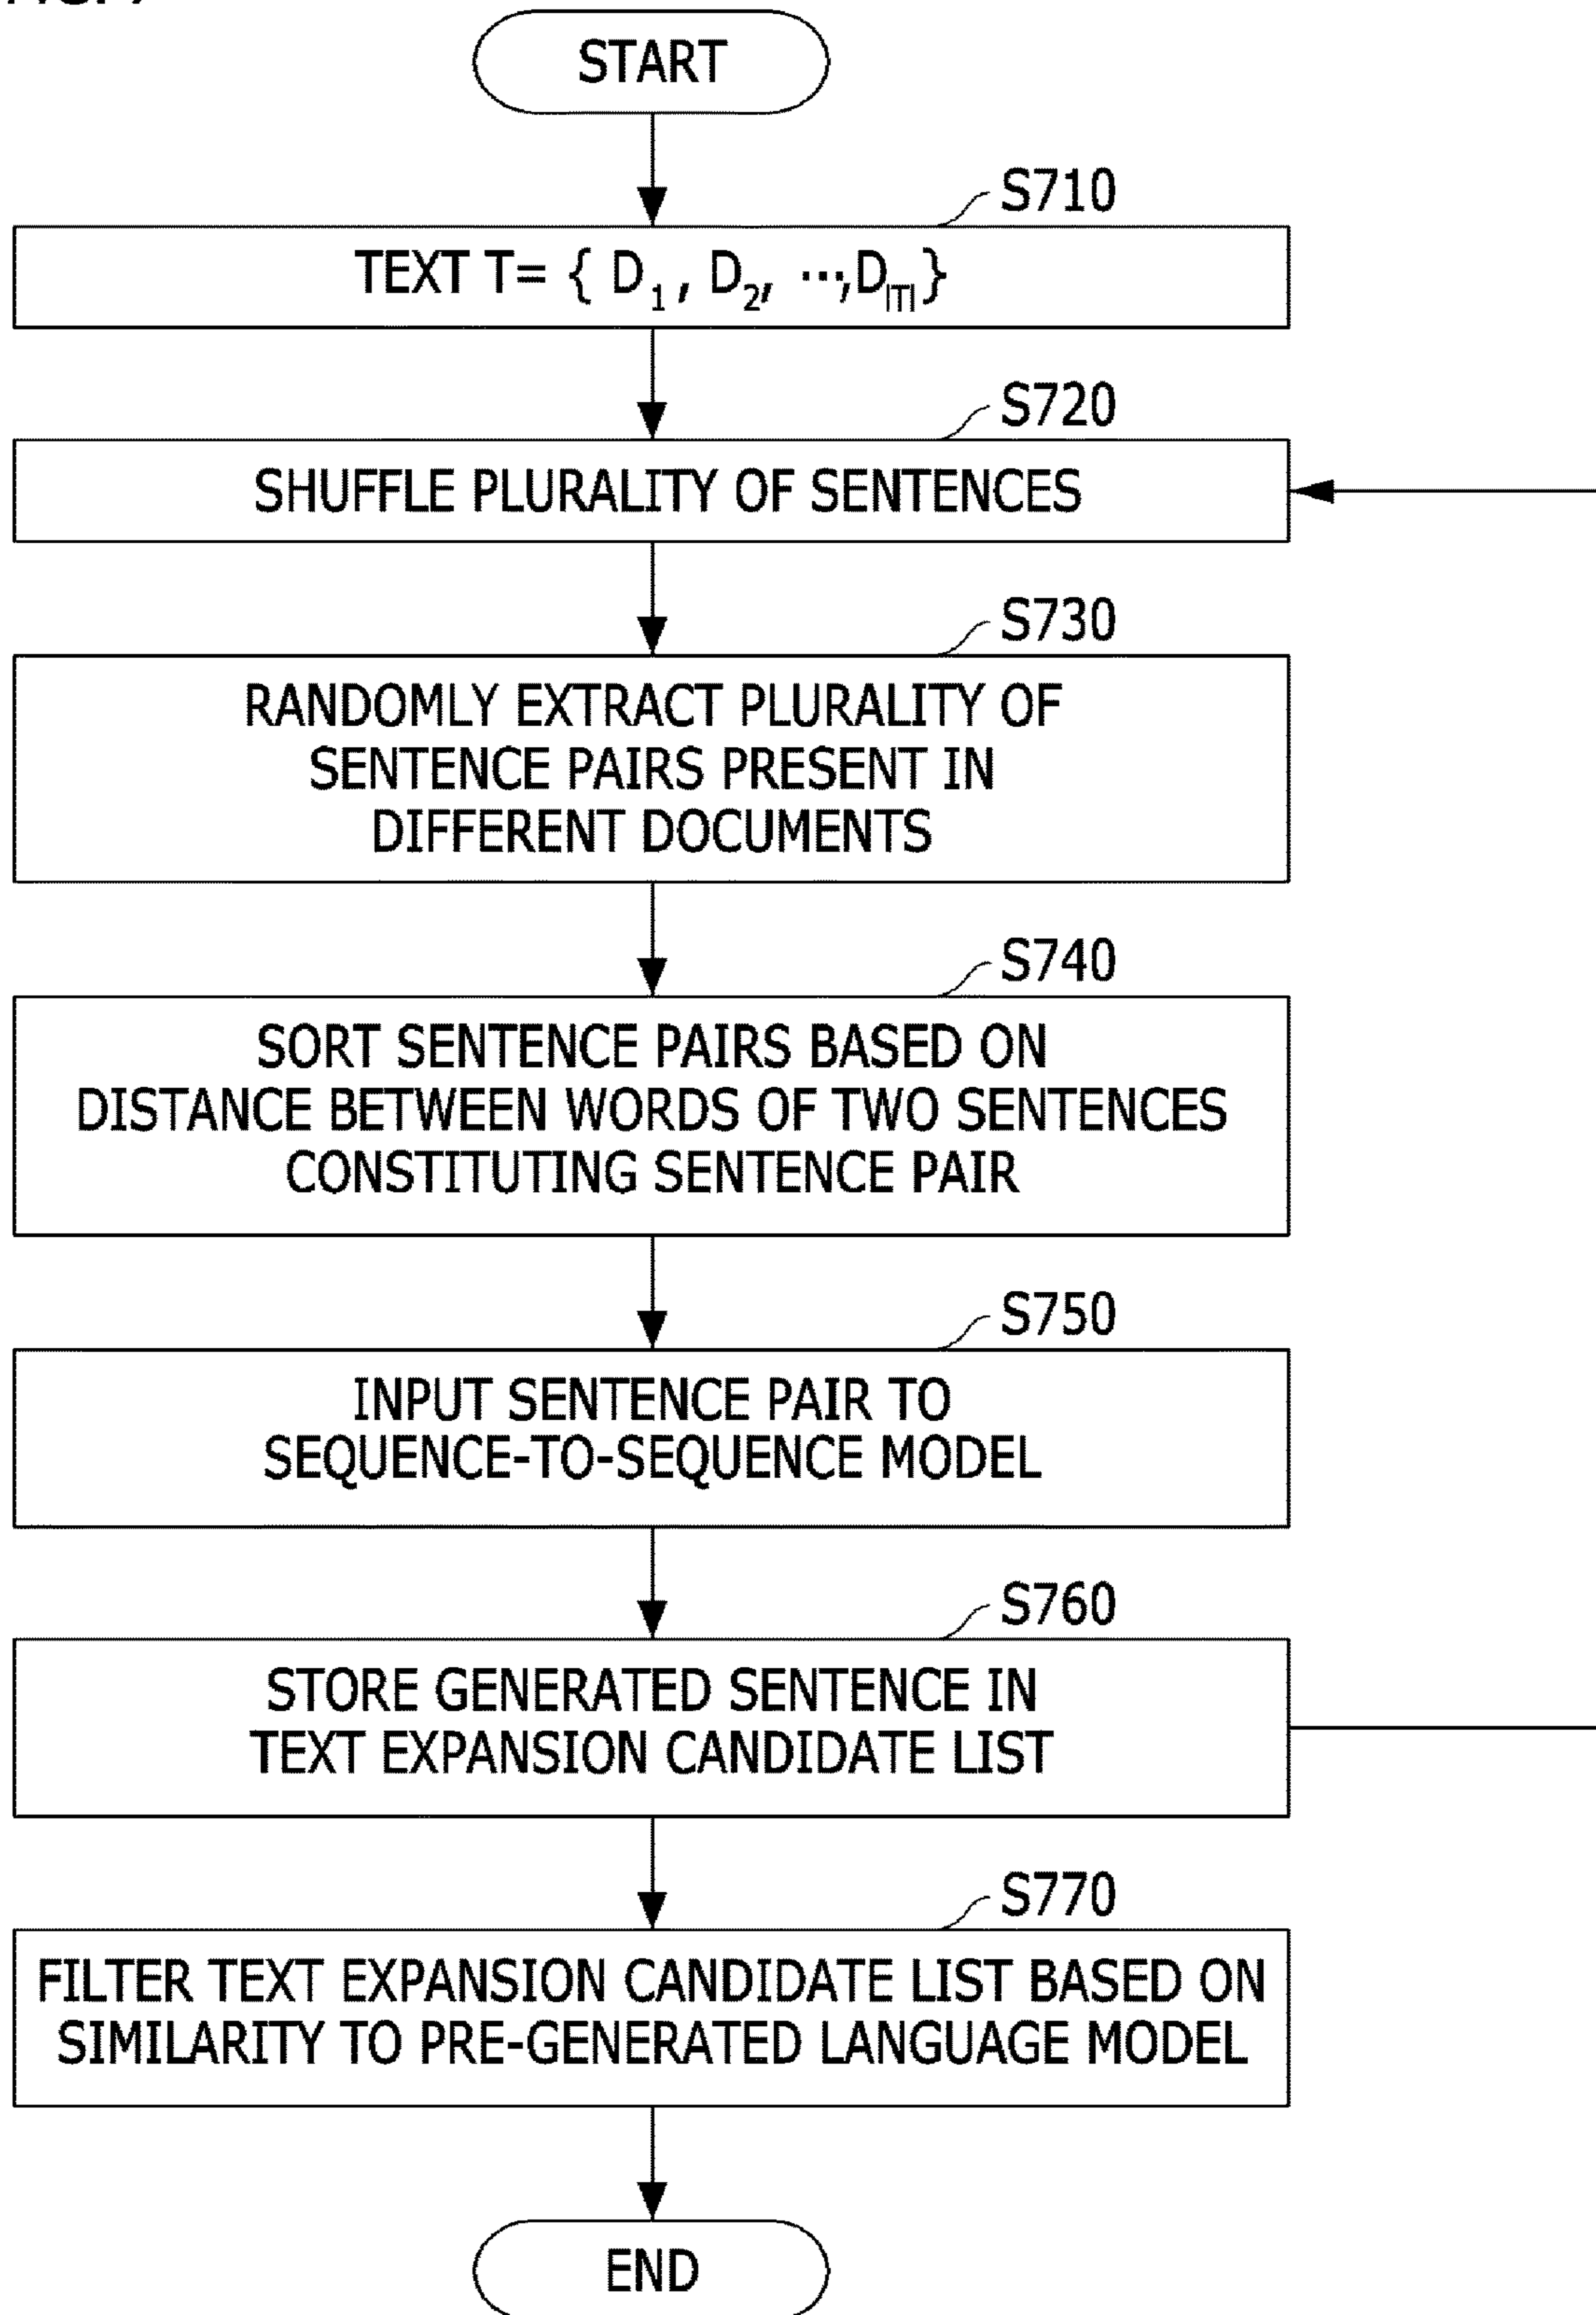 START
S710
TEXT T= { D1, D2, ···,D|T|}
S720
SHUFFLE PLURALITY OF SENTENCES
S730
RANDOMLY EXTRACT PLURALITY OF
SENTENCE PAIRS PRESENT IN
DIFFERENT DOCUMENTS
S740
SORT SENTENCE PAIRS BASED ON
DISTANCE BETWEEN WORDS OF TWO SENTENCES
CONSTITUTING SENTENCE PAIR
S750
INPUT SENTENCE PAIR TO
SEQUENCE-TO-SEQUENCE MODEL
S760
STORE GENERATED SENTENCE IN
TEXT EXPANSION CANDIDATE LIST
S770
FILTER TEXT EXPANSION CANDIDATE LIST BASED ON
SIMILARITY TO PRE-GENERATED LANGUAGE MODEL
END